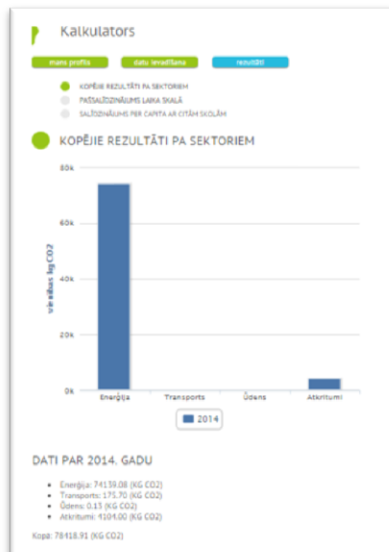 Kalkulators
mans profils
datu ievadīšana
rezultāti
KOPĒJIE REZULTĀTI PA SEKTORIEM
PAŠSALĪDZINĀJUMS LAIKA SKALĀ
SALĪDZINĀJUMS PER CAPITA AR CITĀM SKOLĀM
KOPĒJIE REZULTĀTI PA SEKTORIEM
80k
60k
40k
20k
0k
vienības kgCO2
Enerģija
Transports
Ūdens
Atkritumi
2014
DATI PAR 2014. GADU
Enerģija: 74139.08 (KG CO2)
Transports: 175.70 (KG CO2)
Ūdens: 0.13 (KG CO2)
Atkritumi: 4104.00 (KG CO2)
Kopā: 78418.91 (KG CO2)